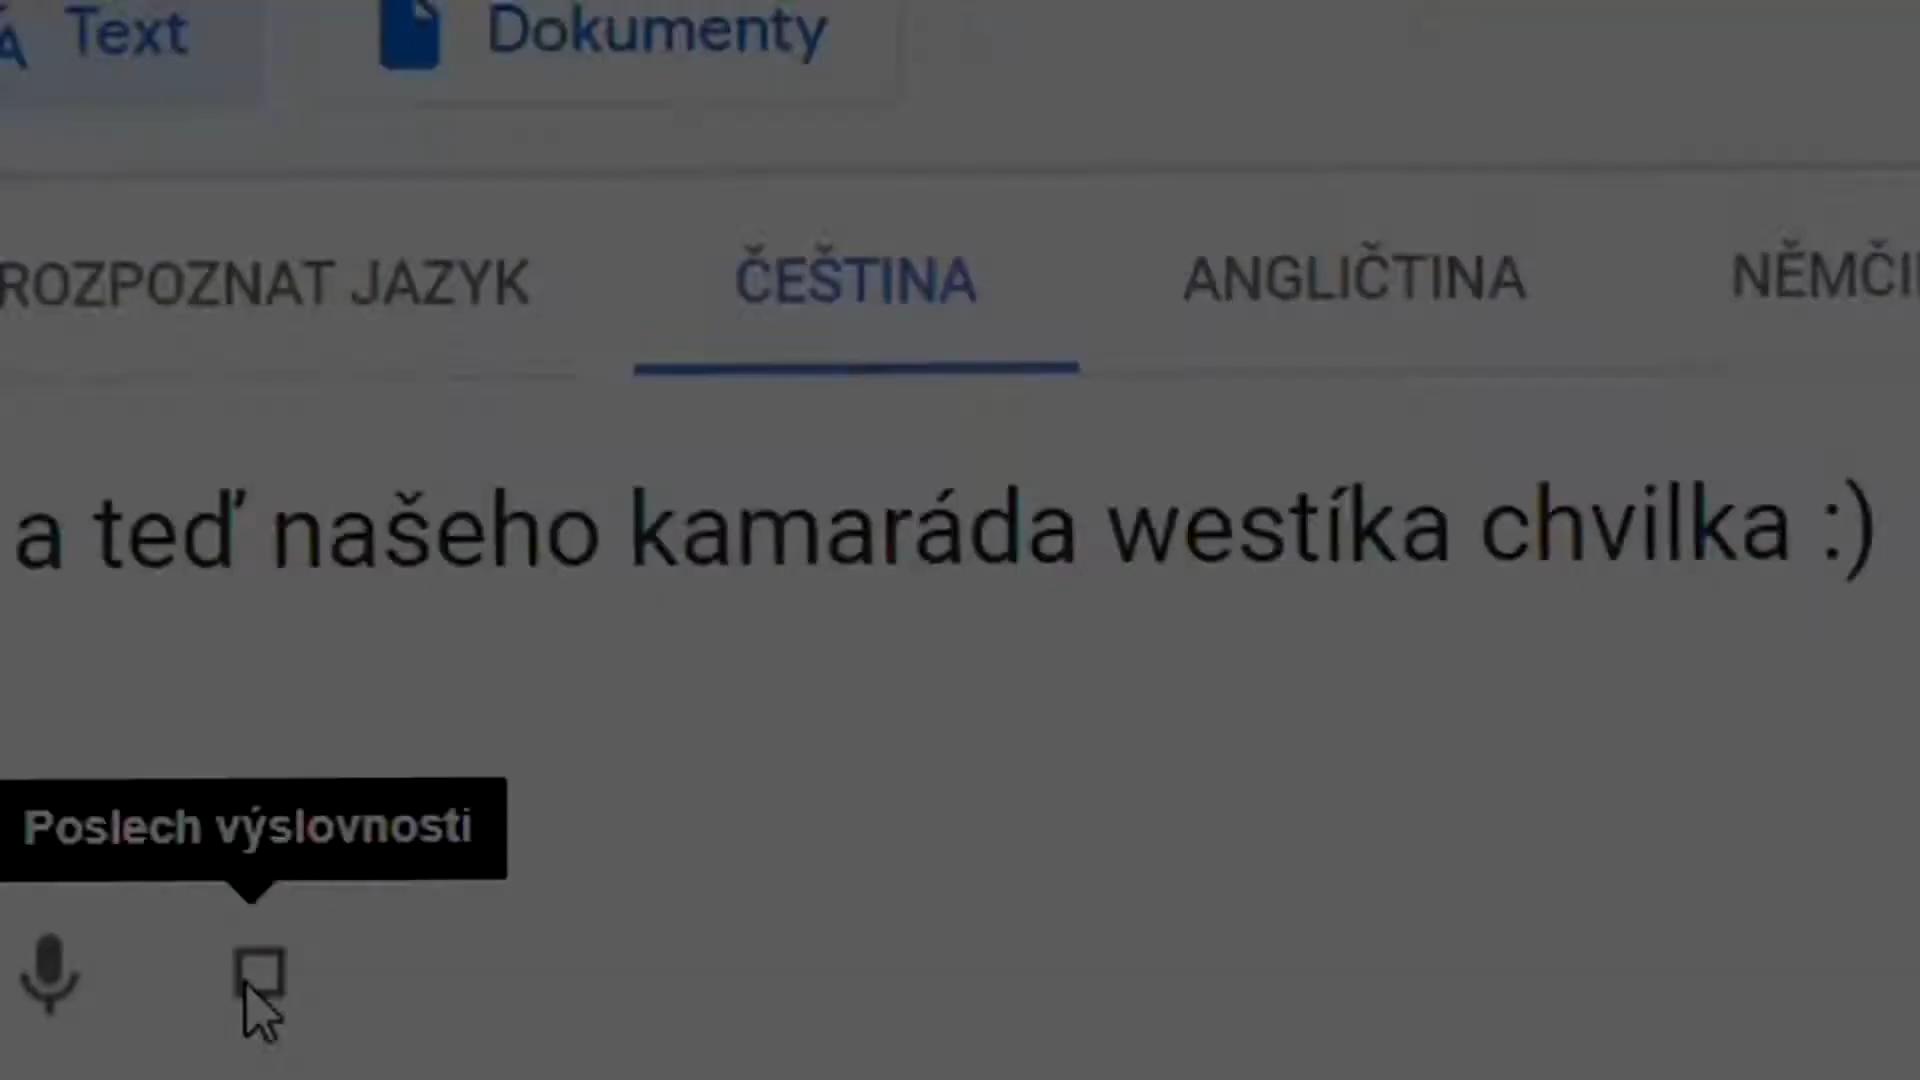 Text Dokumenty
ROZPOZNAT JAZYK ČEŠTINA ANGLIČTINA
a teď našeho kamaráda westíka chvilka :)
Poslech výslovnosti